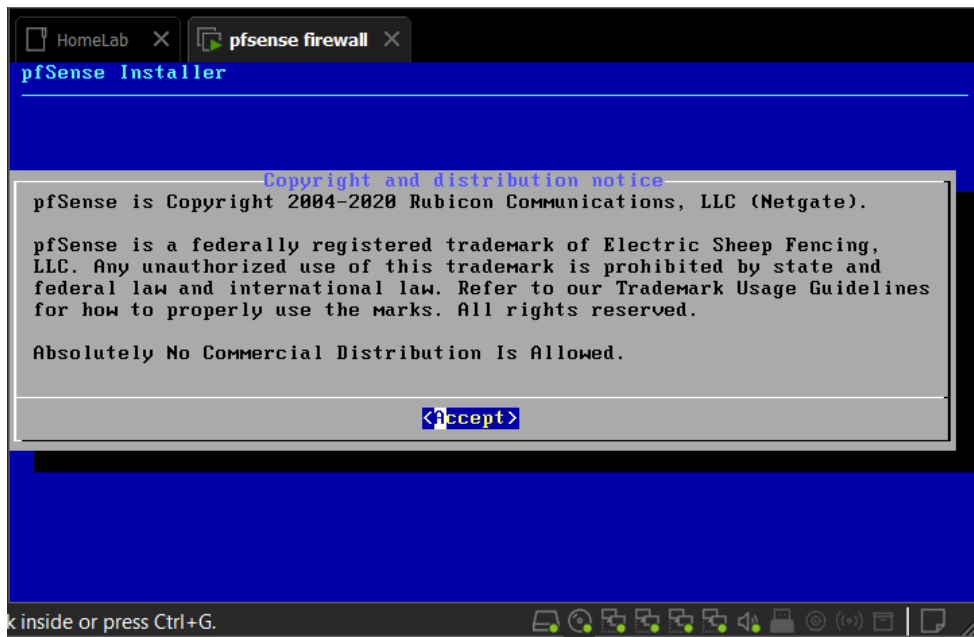 HomeLab
pfsense firewall
pfSense Installer
Copyright and distribution notice
pfSense is Copyright 2004-2020 Rubicon Communications, LLC (Netgate).
pfSense is a federally registered trademark of Electric Sheep Fencing,
LLC. Any unauthorized use of this trademark is prohibited by state and
federal law and international law. Refer to our Trademark Usage Guidelines
for how to properly use the marks. All rights reserved.
Absolutely No Commercial Distribution Is Allowed.
<Accept>
k inside or press Ctrl+G.